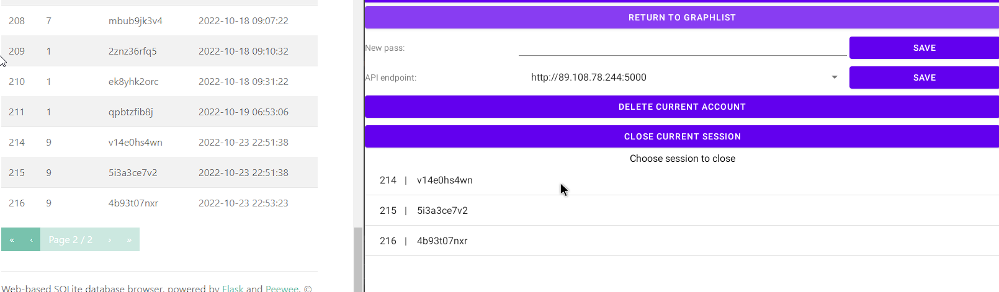 208 7 mbub9jk3v4 2022-10-18 09:07:22
209 1 2znz36rfq5 2022-10-18 09:10:32
210 1 ek8yhk2orc 2022-10-18 09:31:22
211 1 qpbtzfib8j 2022-10-19 06:53:06
214 9 v14e0hs4wn 2022-10-23 22:51:38
215 9 5i3a3ce7v2 2022-10-23 22:51:38
216 9 4b93t07nxr 2022-10-23 22:53:23
« ‹ Page 2 / 2 › »
Web-based SQLite database browser, powered by Flask and Peewee. ©
RETURN TO GRAPHLIST
New pass: SAVE
API endpoint: http://89.108.78.244:5000 SAVE
DELETE CURRENT ACCOUNT
CLOSE CURRENT SESSION
Choose session to close
214 | v14e0hs4wn
215 | 5i3a3ce7v2
216 | 4b93t07nxr